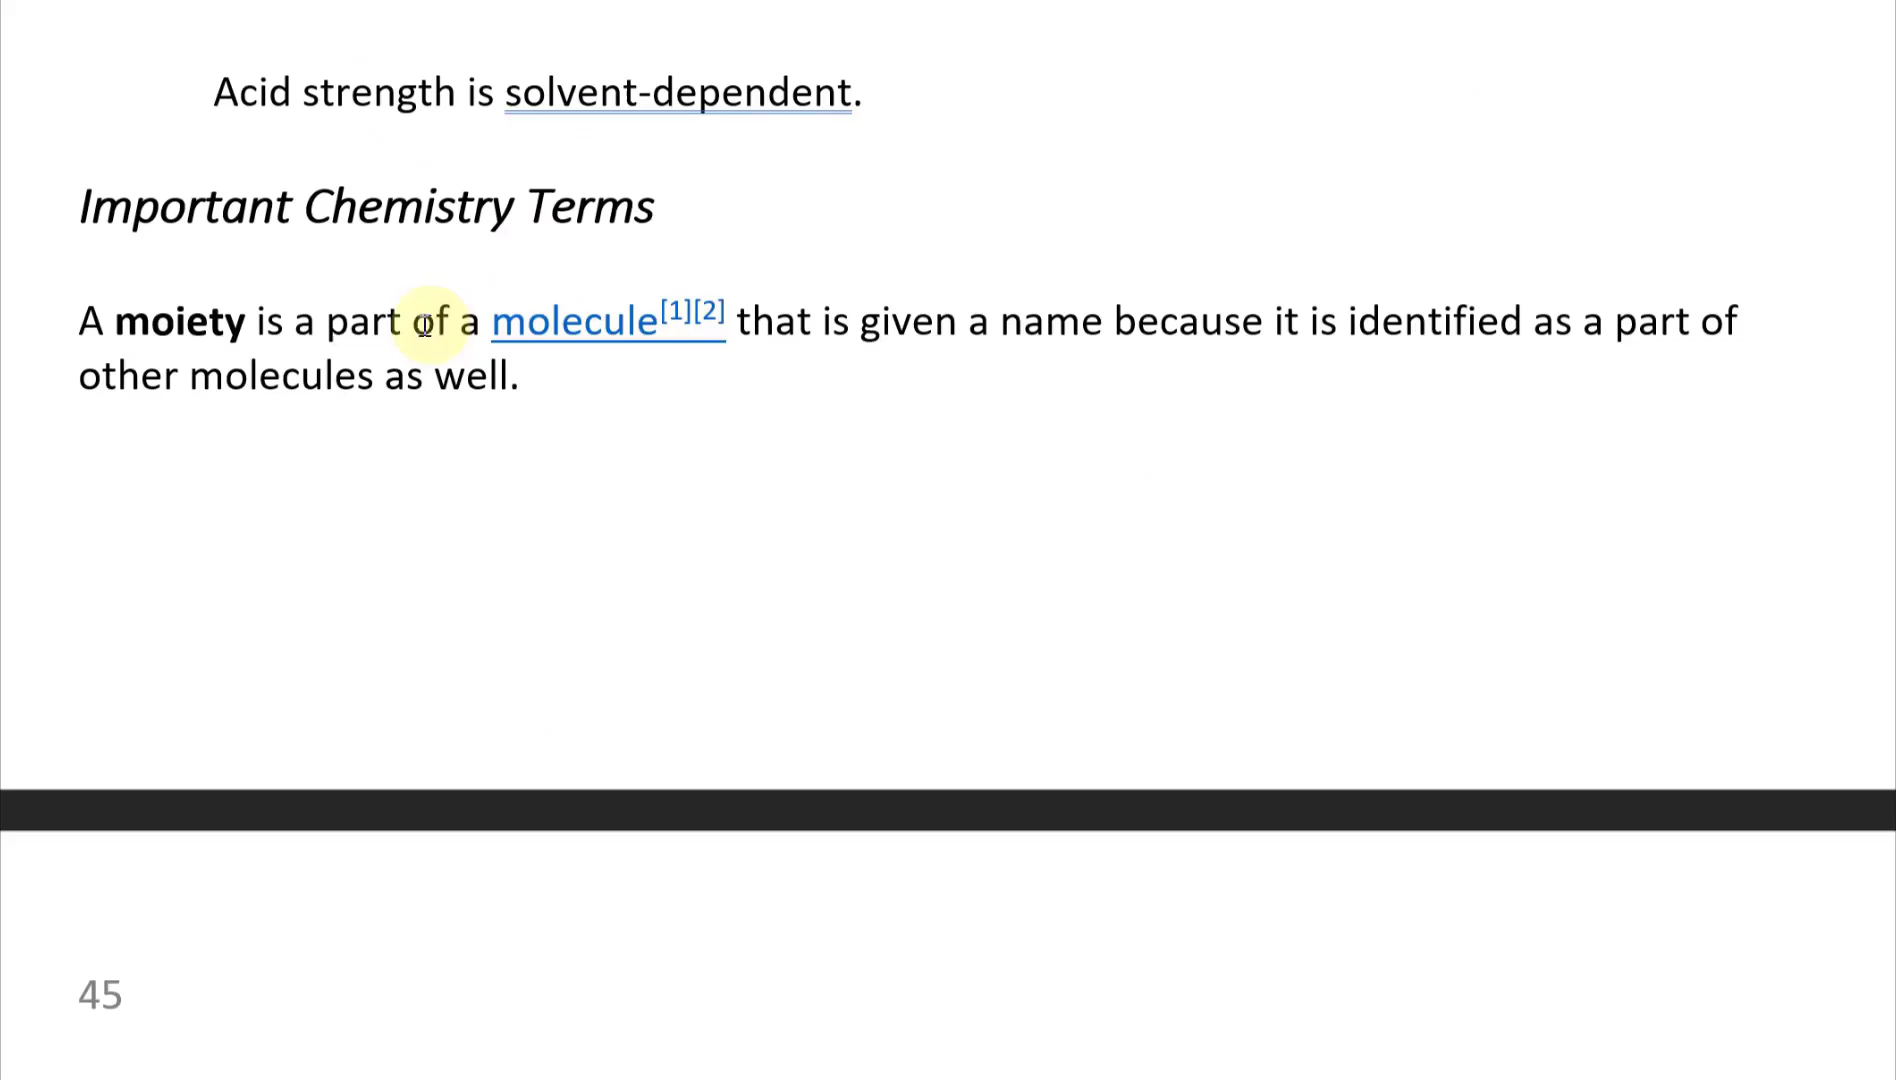 Acid strength is solvent-dependent.
Important Chemistry Terms
A moiety is a part of a molecule[1][2] that is given a name because it is identified as a part of
other molecules as well.
45